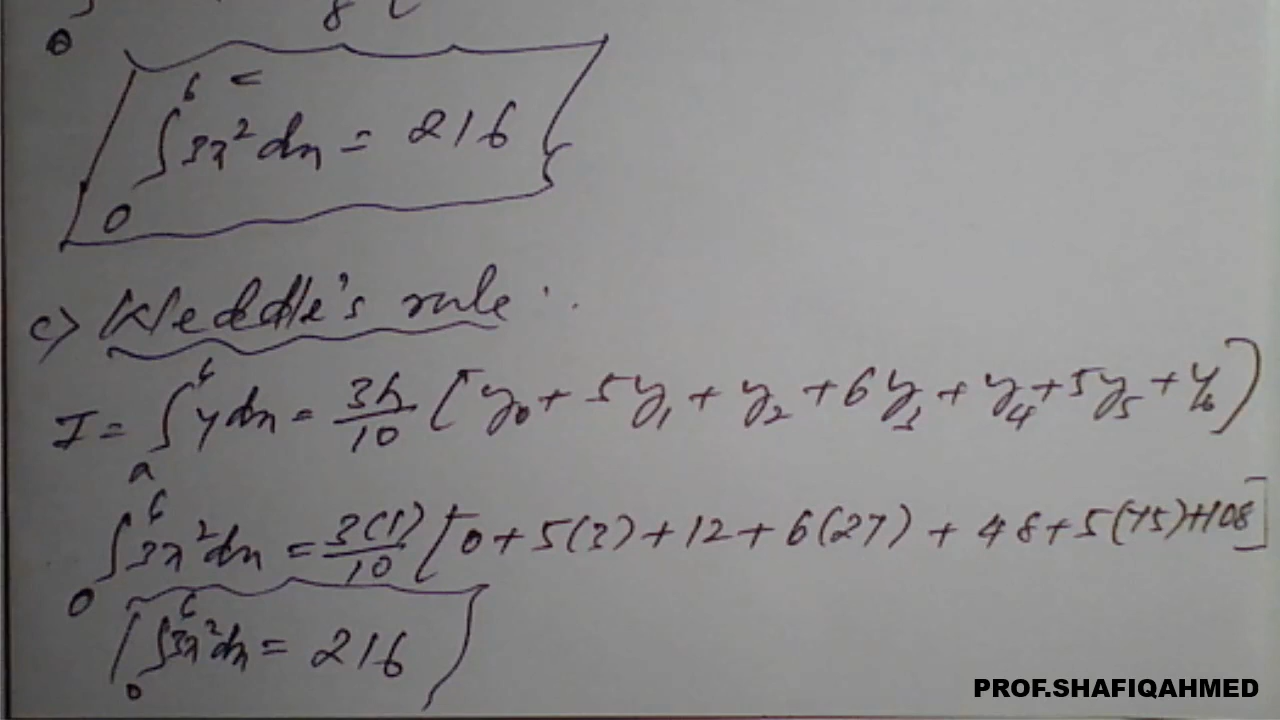 8 [
0
∫₀⁶ 3x² dx = 216
c) Weddle's rule :.
I = ∫ₐᵇ y dx = 3h/10 [y₀ + 5y₁ + y₂ + 6y₃ + y₄ + 5y₅ + y₆]
∫₀⁶ 3x² dx = 3(1)/10 [0 + 5(3) + 12 + 6(27) + 48 + 5(75) + 108]
∫₀⁶ 3x² dx = 216
PROF.SHAFIQAHMED